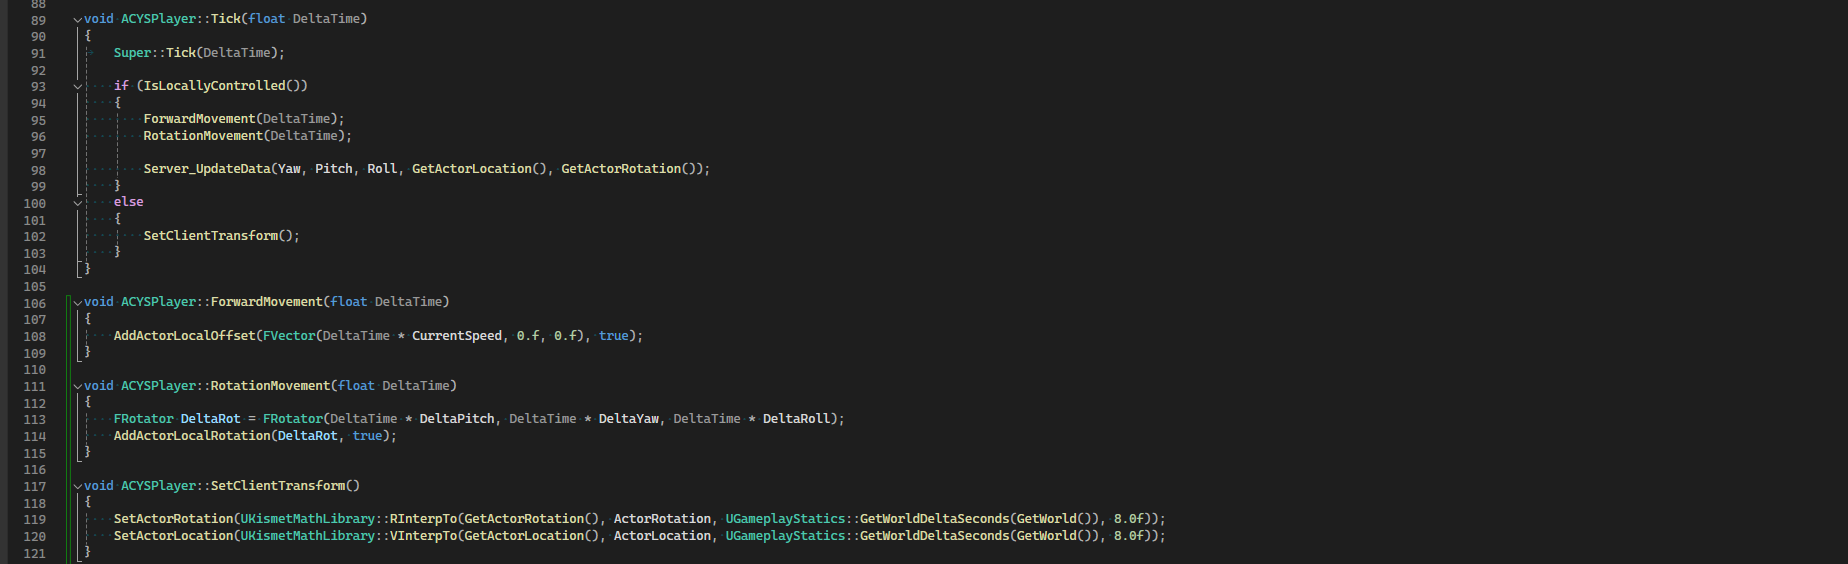 88
89 void ACYSPlayer::Tick(float DeltaTime)
90 {
91 Super::Tick(DeltaTime);
92
93 if (IsLocallyControlled())
94 {
95 ForwardMovement(DeltaTime);
96 RotationMovement(DeltaTime);
97
98 Server_UpdateData(Yaw, Pitch, Roll, GetActorLocation(), GetActorRotation());
99 }
100 else
101 {
102 SetClientTransform();
103 }
104 }
105
106 void ACYSPlayer::ForwardMovement(float DeltaTime)
107 {
108 AddActorLocalOffset(FVector(DeltaTime * CurrentSpeed, 0.f, 0.f), true);
109 }
110
111 void ACYSPlayer::RotationMovement(float DeltaTime)
112 {
113 FRotator DeltaRot = FRotator(DeltaTime * DeltaPitch, DeltaTime * DeltaYaw, DeltaTime * DeltaRoll);
114 AddActorLocalRotation(DeltaRot, true);
115 }
116
117 void ACYSPlayer::SetClientTransform()
118 {
119 SetActorRotation(UKismetMathLibrary::RInterpTo(GetActorRotation(), ActorRotation, UGameplayStatics::GetWorldDeltaSeconds(GetWorld()), 8.0f));
120 SetActorLocation(UKismetMathLibrary::VInterpTo(GetActorLocation(), ActorLocation, UGameplayStatics::GetWorldDeltaSeconds(GetWorld()), 8.0f));
121 }